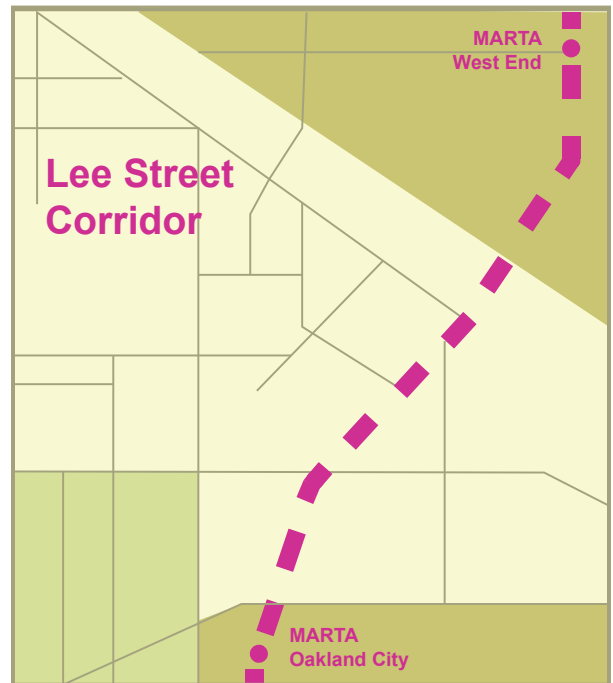 MARTA
West End
Lee Street
Corridor
MARTA
Oakland City